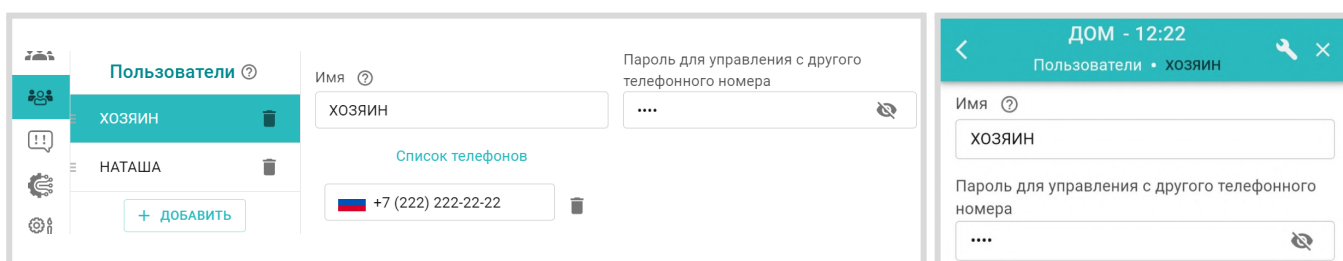 Пользователи ?
ХОЗЯИН
НАТАША
+ ДОБАВИТЬ
Имя ?
ХОЗЯИН
Пароль для управления с другого
телефонного номера
••••
Список телефонов
+7 (222) 222-22-22
ДОМ - 12:22
Пользователи • ХОЗЯИН
Имя ?
ХОЗЯИН
Пароль для управления с другого телефонного
номера
••••